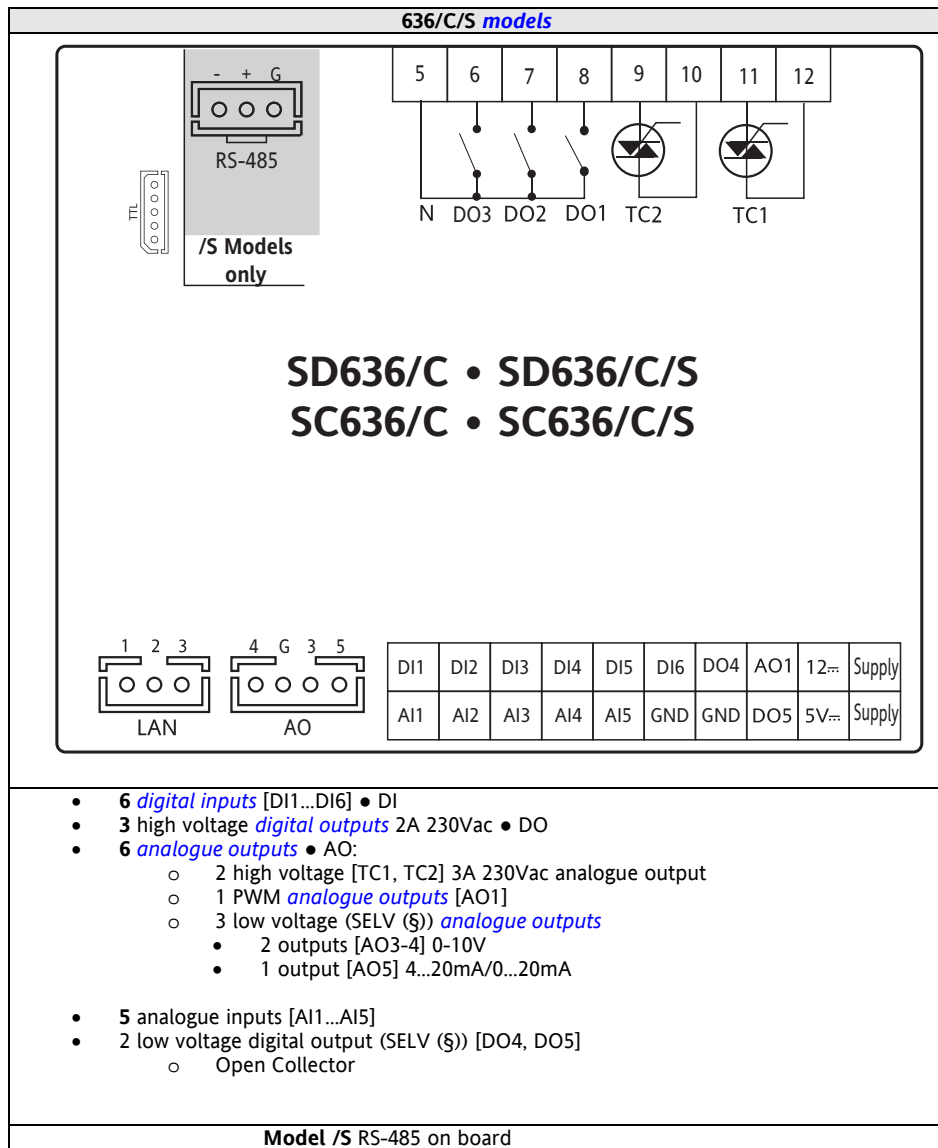 636/C/S models
- + G
RS-485
TTL
/S Models
only
5 6 7 8 9 10 11 12
N DO3 DO2 DO1 TC2 TC1
SD636/C • SD636/C/S
SC636/C • SC636/C/S
1 2 3
LAN
4 G 3 5
AO
DI1 DI2 DI3 DI4 DI5 DI6 DO4 AO1 12⎓ Supply
AI1 AI2 AI3 AI4 AI5 GND GND DO5 5V⎓ Supply
• 6 digital inputs [DI1...DI6] ● DI
• 3 high voltage digital outputs 2A 230Vac ● DO
• 6 analogue outputs ● AO:
o 2 high voltage [TC1, TC2] 3A 230Vac analogue output
o 1 PWM analogue outputs [AO1]
o 3 low voltage (SELV (§)) analogue outputs
• 2 outputs [AO3-4] 0-10V
• 1 output [AO5] 4...20mA/0...20mA
• 5 analogue inputs [AI1...AI5]
• 2 low voltage digital output (SELV (§)) [DO4, DO5]
o Open Collector
Model /S RS-485 on board